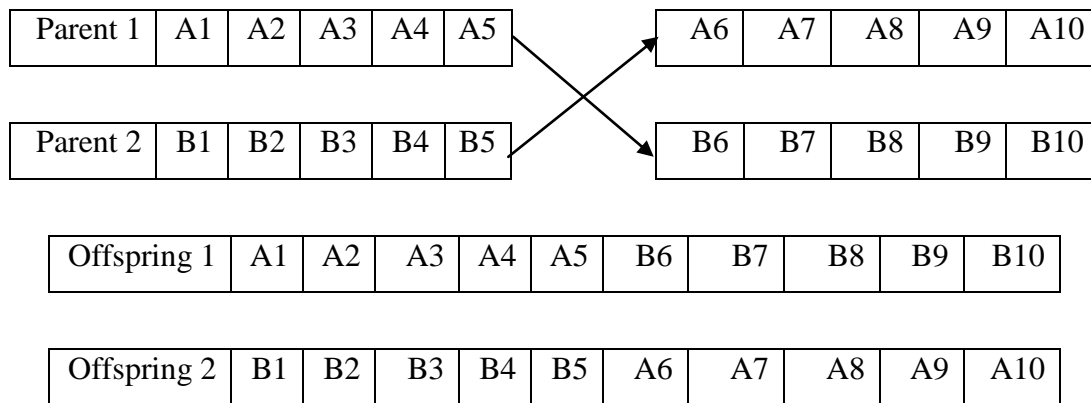 Parent 1 A1 A2 A3 A4 A5 A6 A7 A8 A9 A10
Parent 2 B1 B2 B3 B4 B5 B6 B7 B8 B9 B10
Offspring 1 A1 A2 A3 A4 A5 B6 B7 B8 B9 B10
Offspring 2 B1 B2 B3 B4 B5 A6 A7 A8 A9 A10